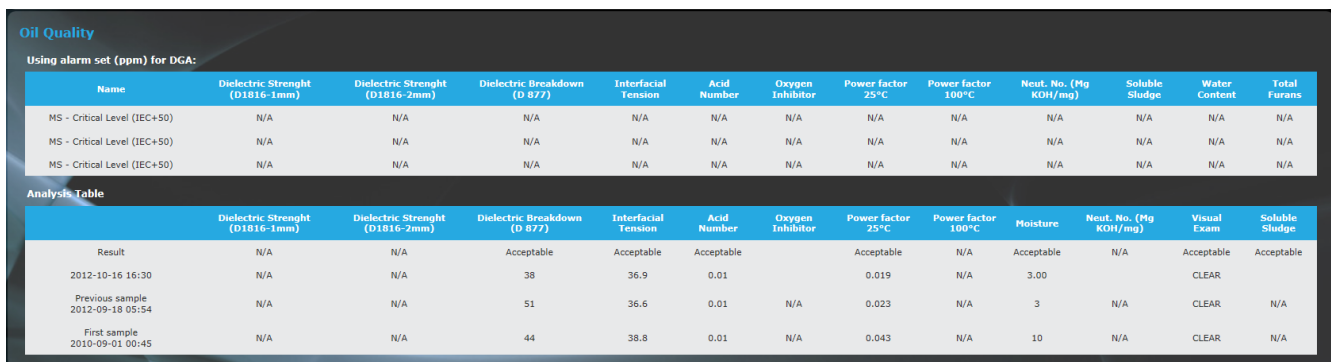 Oil Quality
Using alarm set (ppm) for DGA:
Name Dielectric Strenght (D1816-1mm) Dielectric Strenght (D1816-2mm) Dielectric Breakdown (D 877) Interfacial Tension Acid Number Oxygen Inhibitor Power factor 25°C Power factor 100°C Neut. No. (Mg KOH/mg) Soluble Sludge Water Content Total Furans
MS - Critical Level (IEC+50) N/A N/A N/A N/A N/A N/A N/A N/A N/A N/A N/A N/A
MS - Critical Level (IEC+50) N/A N/A N/A N/A N/A N/A N/A N/A N/A N/A N/A N/A
MS - Critical Level (IEC+50) N/A N/A N/A N/A N/A N/A N/A N/A N/A N/A N/A N/A
Analysis Table
Dielectric Strenght (D1816-1mm) Dielectric Strenght (D1816-2mm) Dielectric Breakdown (D 877) Interfacial Tension Acid Number Oxygen Inhibitor Power factor 25°C Power factor 100°C Moisture Neut. No. (Mg KOH/mg) Visual Exam Soluble Sludge
Result N/A N/A Acceptable Acceptable Acceptable Acceptable N/A Acceptable N/A Acceptable Acceptable
2012-10-16 16:30 N/A N/A 38 36.9 0.01 0.019 N/A 3.00 CLEAR
Previous sample 2012-09-18 05:54 N/A N/A 51 36.6 0.01 N/A 0.023 N/A 3 N/A CLEAR N/A
First sample 2010-09-01 00:45 N/A N/A 44 38.8 0.01 N/A 0.043 N/A 10 N/A CLEAR N/A